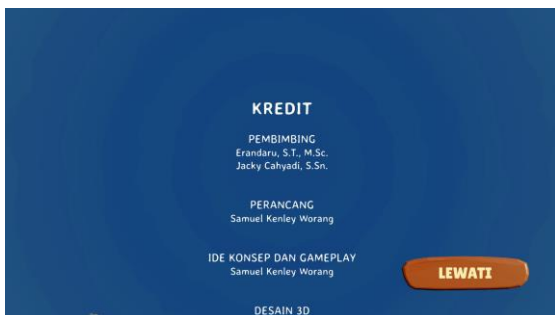 KREDIT
PEMBIMBING
Erandaru, S.T., M.Sc.
Jacky Cahyadi, S.Sn.
PERANCANG
Samuel Kenley Worang
IDE KONSEP DAN GAMEPLAY
Samuel Kenley Worang
LEWATI
DESAIN 3D